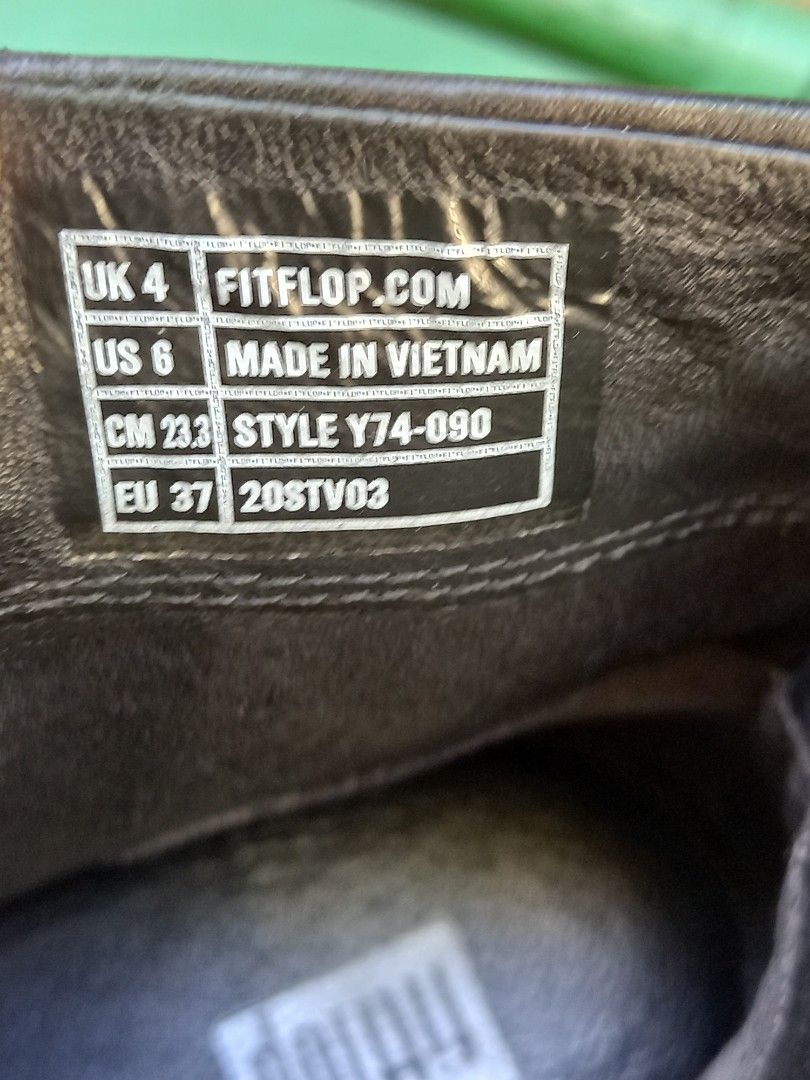 UK 4 FITFLOP.COM
US 6 MADE IN VIETNAM
CM 23.3 STYLE Y74-090
EU 37 20STV03